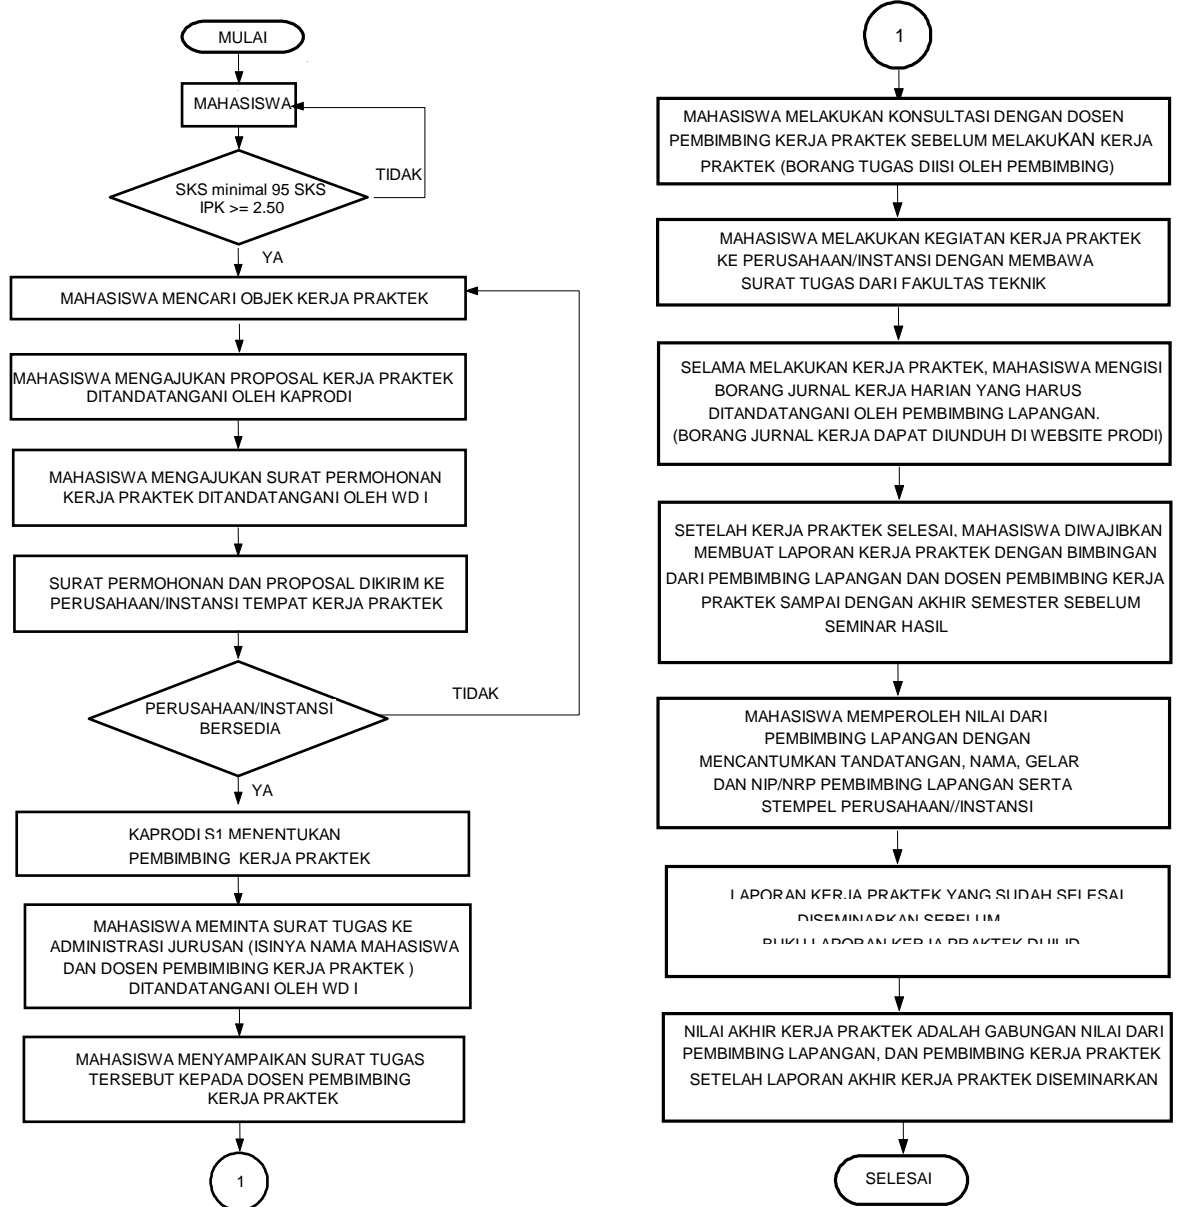 MULAI
MAHASISWA
TIDAK
SKS minimal 95 SKS
IPK >= 2.50
YA
MAHASISWA MENCARI OBJEK KERJA PRAKTEK
MAHASISWA MENGAJUKAN PROPOSAL KERJA PRAKTEK
DITANDATANGANI OLEH KAPRODI
MAHASISWA MENGAJUKAN SURAT PERMOHONAN
KERJA PRAKTEK DITANDATANGANI OLEH WD I
SURAT PERMOHONAN DAN PROPOSAL DIKIRIM KE
PERUSAHAAN/INSTANSI TEMPAT KERJA PRAKTEK
TIDAK
PERUSAHAAN/INSTANSI
BERSEDIA
YA
KAPRODI S1 MENENTUKAN
PEMBIMBING KERJA PRAKTEK
MAHASISWA MEMINTA SURAT TUGAS KE
ADMINISTRASI JURUSAN (ISINYA NAMA MAHASISWA
DAN DOSEN PEMBIMIBING KERJA PRAKTEK )
DITANDATANGANI OLEH WD I
MAHASISWA MENYAMPAIKAN SURAT TUGAS
TERSEBUT KEPADA DOSEN PEMBIMBING
KERJA PRAKTEK
1
1
MAHASISWA MELAKUKAN KONSULTASI DENGAN DOSEN
PEMBIMBING KERJA PRAKTEK SEBELUM MELAKUKAN KERJA
PRAKTEK (BORANG TUGAS DIISI OLEH PEMBIMBING)
MAHASISWA MELAKUKAN KEGIATAN KERJA PRAKTEK
KE PERUSAHAAN/INSTANSI DENGAN MEMBAWA
SURAT TUGAS DARI FAKULTAS TEKNIK
SELAMA MELAKUKAN KERJA PRAKTEK, MAHASISWA MENGISI
BORANG JURNAL KERJA HARIAN YANG HARUS
DITANDATANGANI OLEH PEMBIMBING LAPANGAN.
(BORANG JURNAL KERJA DAPAT DIUNDUH DI WEBSITE PRODI)
SETELAH KERJA PRAKTEK SELESAI, MAHASISWA DIWAJIBKAN
MEMBUAT LAPORAN KERJA PRAKTEK DENGAN BIMBINGAN
DARI PEMBIMBING LAPANGAN DAN DOSEN PEMBIMBING KERJA
PRAKTEK SAMPAI DENGAN AKHIR SEMESTER SEBELUM
SEMINAR HASIL
MAHASISWA MEMPEROLEH NILAI DARI
PEMBIMBING LAPANGAN DENGAN
MENCANTUMKAN TANDATANGAN, NAMA, GELAR
DAN NIP/NRP PEMBIMBING LAPANGAN SERTA
STEMPEL PERUSAHAAN//INSTANSI
LAPORAN KERJA PRAKTEK YANG SUDAH SELESAI
DISEMINARKAN SEBELUM
BUKU LAPORAN KERJA PRAKTEK DIJILID
NILAI AKHIR KERJA PRAKTEK ADALAH GABUNGAN NILAI DARI
PEMBIMBING LAPANGAN, DAN PEMBIMBING KERJA PRAKTEK
SETELAH LAPORAN AKHIR KERJA PRAKTEK DISEMINARKAN
SELESAI